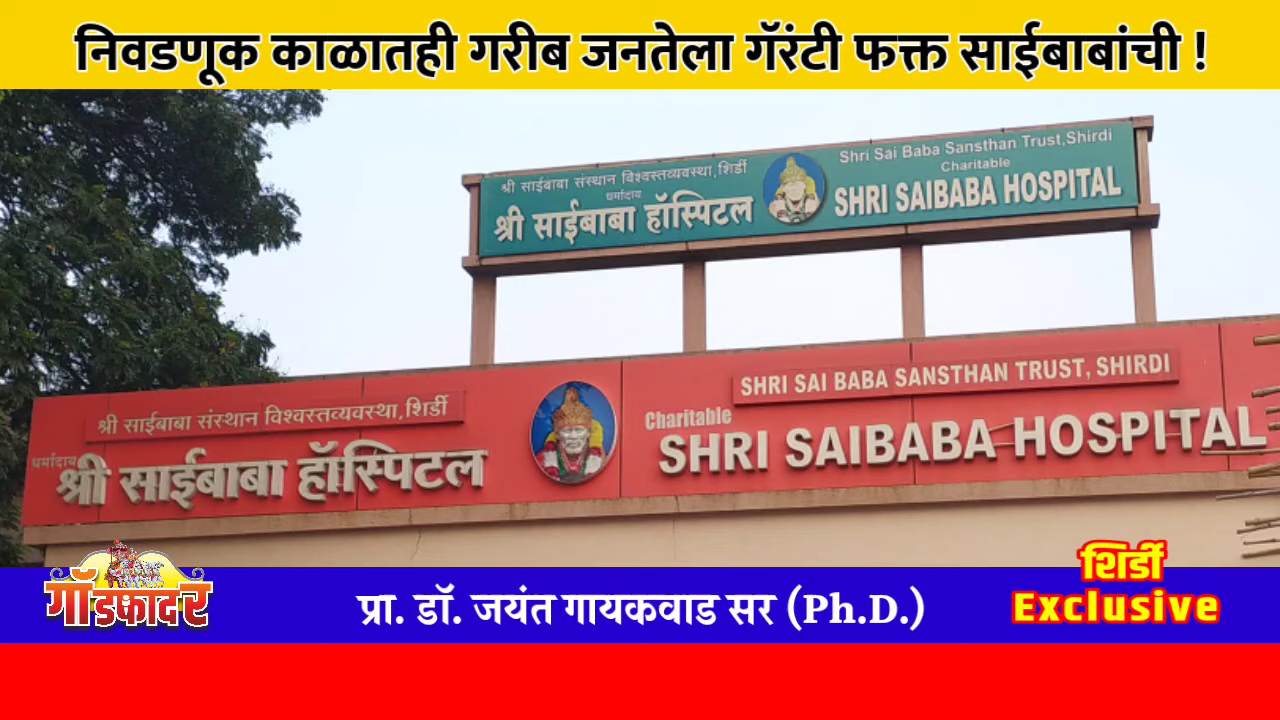 निवडणूक काळातही गरीब जनतेला गॅरंटी फक्त साईबाबांची !
श्री साईबाबा संस्थान विश्वस्तव्यवस्था,शिर्डी
धर्मादाय
श्री साईबाबा हॉस्पिटल
Shri Sai Baba Sansthan Trust,Shirdi
Charitable
SHRI SAIBABA HOSPITAL
श्री साईबाबा संस्थान विश्वस्तव्यवस्था,शिर्डी
धर्मादाय
श्री साईबाबा हॉस्पिटल
SHRI SAI BABA SANSTHAN TRUST, SHIRDI
Charitable
SHRI SAIBABA HOSPITAL
गॉडफादर
प्रा. डॉ. जयंत गायकवाड सर (Ph.D.)
शिर्डी
Exclusive